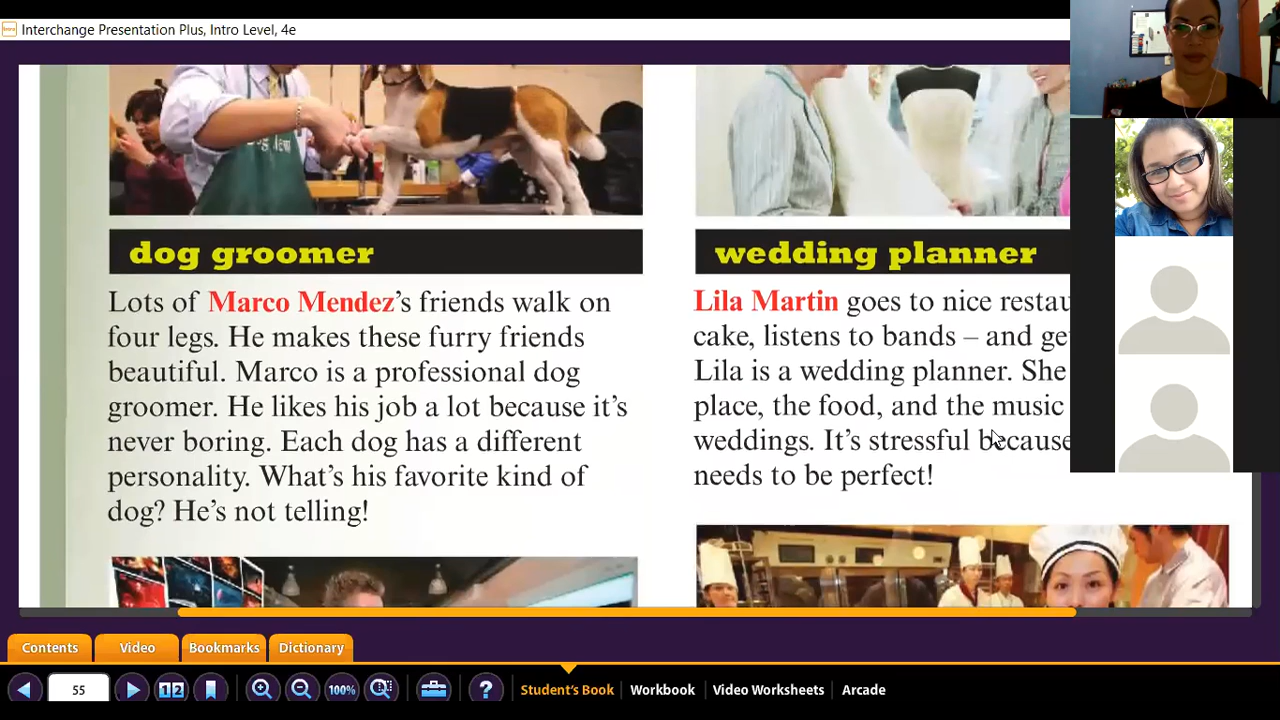 Interchange Presentation Plus, Intro Level, 4e
dog groomer
Lots of Marco Mendez's friends walk on
four legs. He makes these furry friends
beautiful. Marco is a professional dog
groomer. He likes his job a lot because it's
never boring. Each dog has a different
personality. What's his favorite kind of
dog? He's not telling!
wedding planner
Lila Martin goes to nice
cake, listens to bands – and
Lila is a wedding planner. She
place, the food, and the music
weddings. It's stressful because
needs to be perfect!
Contents Video Bookmarks Dictionary
55 1 2 100% ? Student's Book Workbook Video Worksheets Arcade